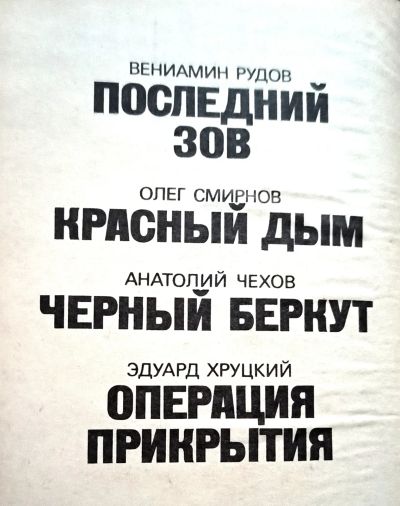 ВЕНИАМИН РУДОВ
ПОСЛЕДНИЙ
ЗОВ
ОЛЕГ СМИРНОВ
КРАСНЫЙ ДЫМ
АНАТОЛИЙ ЧЕХОВ
ЧЕРНЫЙ БЕРКУТ
ЭДУАРД ХРУЦКИЙ
ОПЕРАЦИЯ
ПРИКРЫТИЯ